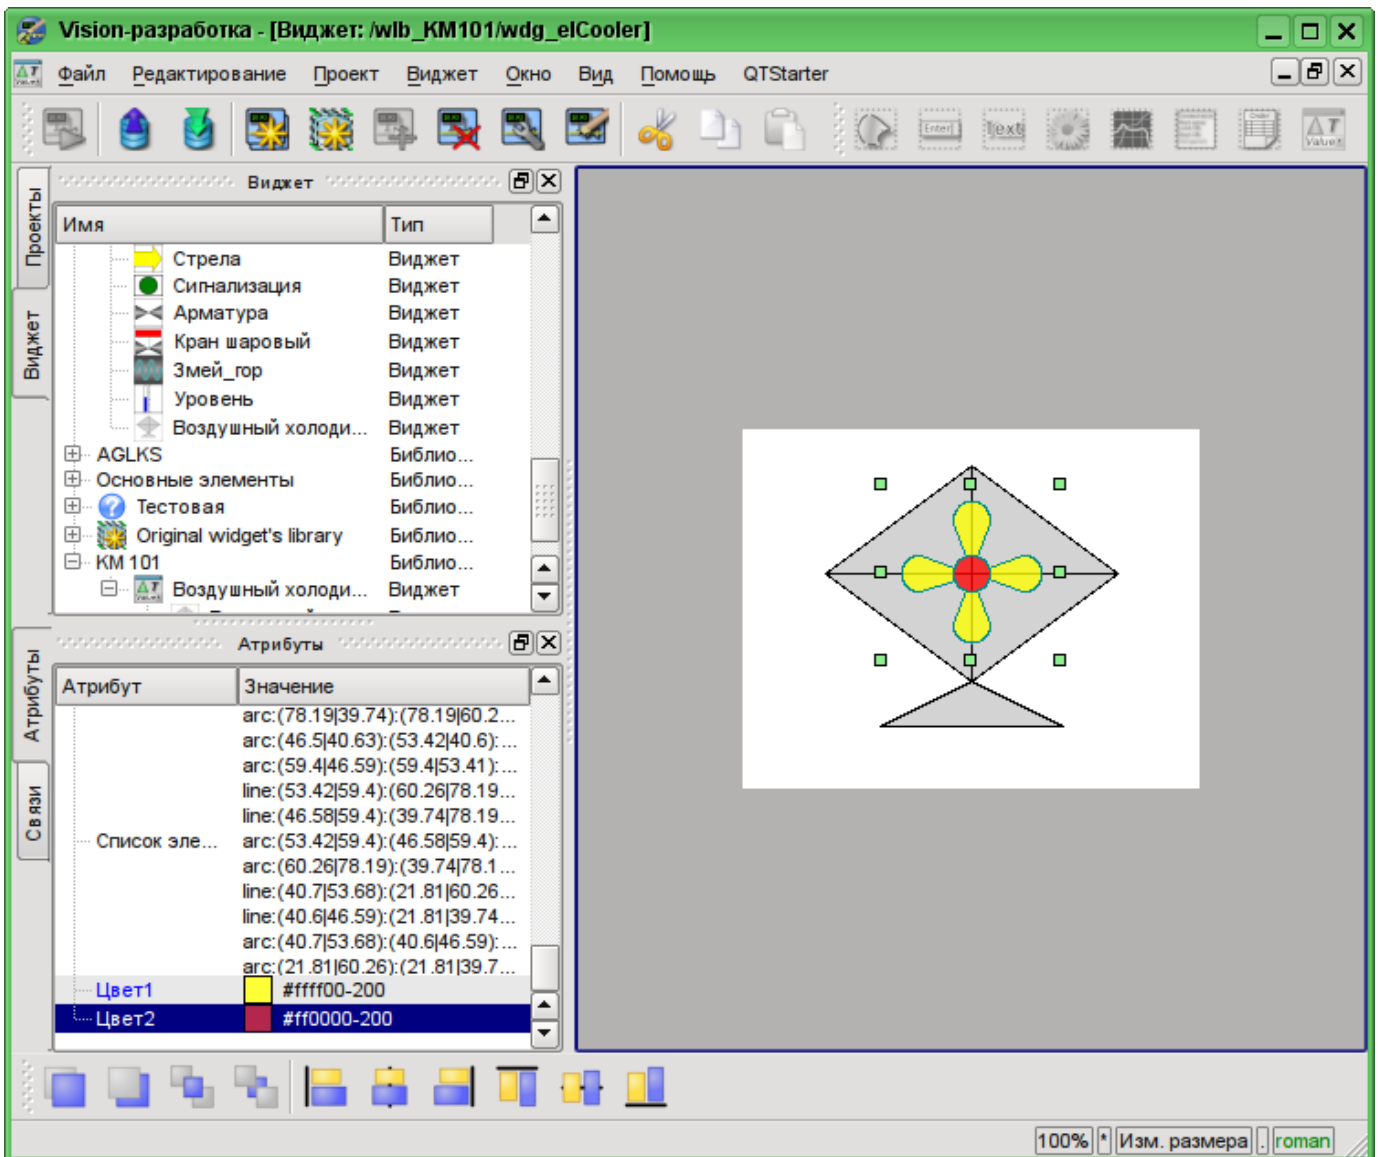 Vision-разработка - [Виджет: /wlb_KM101/wdg_elCooler]
Файл Редактирование Проект Виджет Окно Вид Помощь QTStarter
Enter
Text
ΔT
Value
Проекты
Виджет
Виджет
Имя Тип
Стрела Виджет
Сигнализация Виджет
Арматура Виджет
Кран шаровый Виджет
Змей_гор Виджет
Уровень Виджет
Воздушный холоди... Виджет
AGLKS Библио...
Основные элементы Библио...
Тестовая Библио...
Original widget's library Библио...
KM 101 Библио...
Воздушный холоди... Виджет
Атрибуты
Связи
Атрибуты
Атрибут Значение
arc:(78.19|39.74):(78.19|60.2...
arc:(46.5|40.63):(53.42|40.6):...
arc:(59.4|46.59):(59.4|53.41):...
line:(53.42|59.4):(60.26|78.19...
line:(46.58|59.4):(39.74|78.19...
Список эле... arc:(53.42|59.4):(46.58|59.4):...
arc:(60.26|78.19):(39.74|78.1...
line:(40.7|53.68):(21.81|60.26...
line:(40.6|46.59):(21.81|39.74...
arc:(40.7|53.68):(40.6|46.59):...
arc:(21.81|60.26):(21.81|39.7...
Цвет1 #ffff00-200
Цвет2 #ff0000-200
100% * Изм. размера . roman